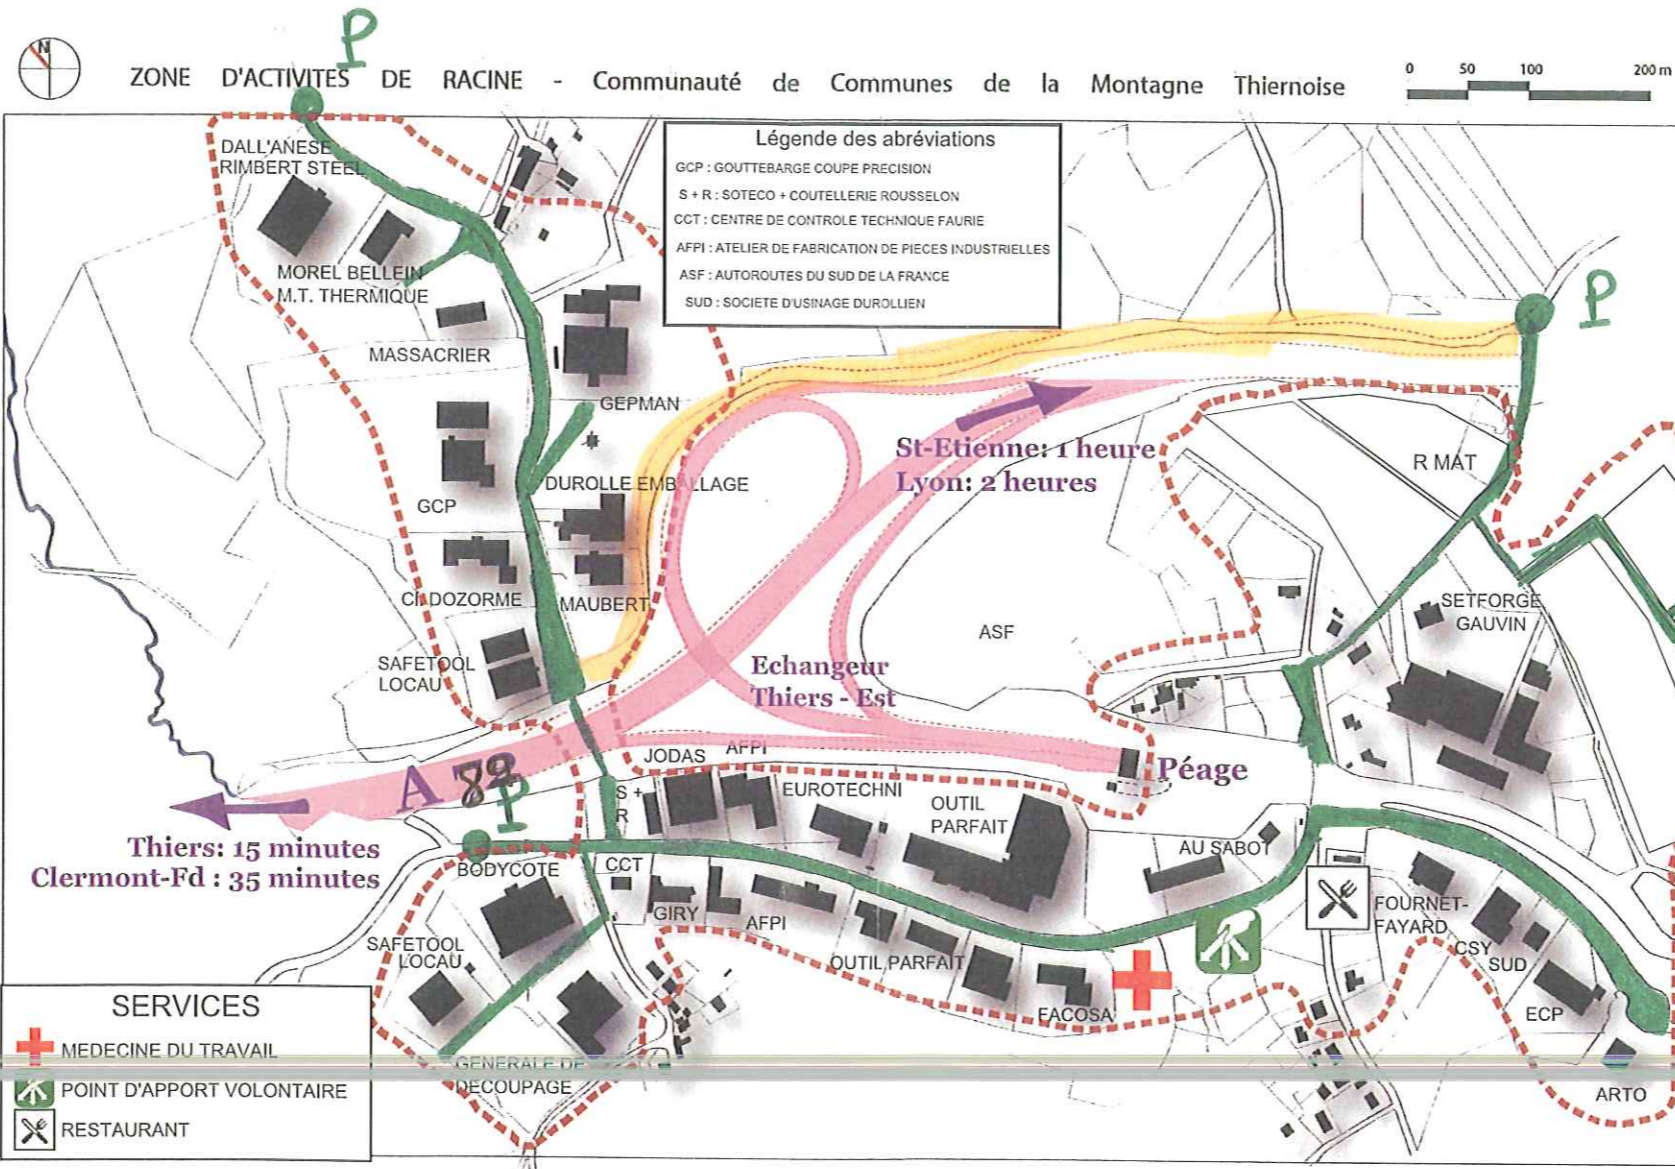 P
N
ZONE D'ACTIVITES DE RACINE - Communauté de Communes de la Montagne Thiernoise
0 50 100 200 m
Légende des abréviations
GCP : GOUTTEBARGE COUPE PRECISION
S + R : SOTECO + COUTELLERIE ROUSSELON
CCT : CENTRE DE CONTROLE TECHNIQUE FAURIE
AFPI : ATELIER DE FABRICATION DE PIECES INDUSTRIELLES
ASF : AUTOROUTES DU SUD DE LA FRANCE
SUD : SOCIETE D'USINAGE DUROLLIEN
DALL'ANESE
RIMBERT STEEL
MOREL BELLEIN
M.T. THERMIQUE
P
MASSACRIER
GEPMAN
St-Etienne: 1 heure
Lyon: 2 heures
R MAT
DUROLLE EMBALLAGE
GCP
Cl. DOZORME
MAUBERT
SETFORGE
GAUVIN
ASF
SAFETOOL
LOCAU
Echangeur
Thiers - Est
JODAS
AFPI
Péage
A 89
P
S +
R
EUROTECHNI
OUTIL
PARFAIT
Thiers: 15 minutes
Clermont-Fd : 35 minutes
BODYCOTE
CCT
AU SABOT
GIRY
AFPI
FOURNET-
FAYARD
SAFETOOL
LOCAU
OUTIL PARFAIT
CSY
SUD
FACOSA
ECP
SERVICES
MEDECINE DU TRAVAIL
POINT D'APPORT VOLONTAIRE
RESTAURANT
GENERALE DE
DECOUPAGE
ARTO